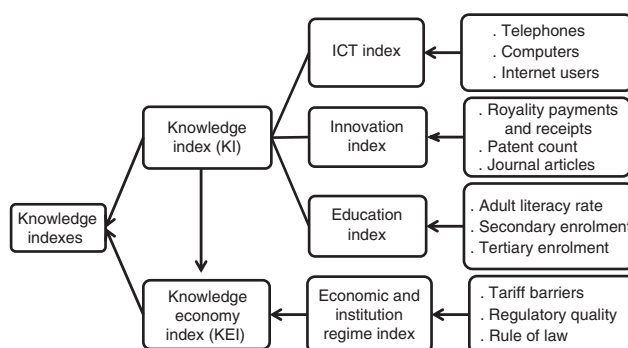 ICT index
. Telephones
. Computers
. Internet users
Knowledge
index (KI)
Innovation
index
. Royality payments
and receipts
. Patent count
. Journal articles
Knowledge
indexes
Education
index
. Adult literacy rate
. Secondary enrolment
. Tertiary enrolment
Knowledge
economy
index (KEI)
Economic and
institution
regime index
. Tariff barriers
. Regulatory quality
. Rule of law